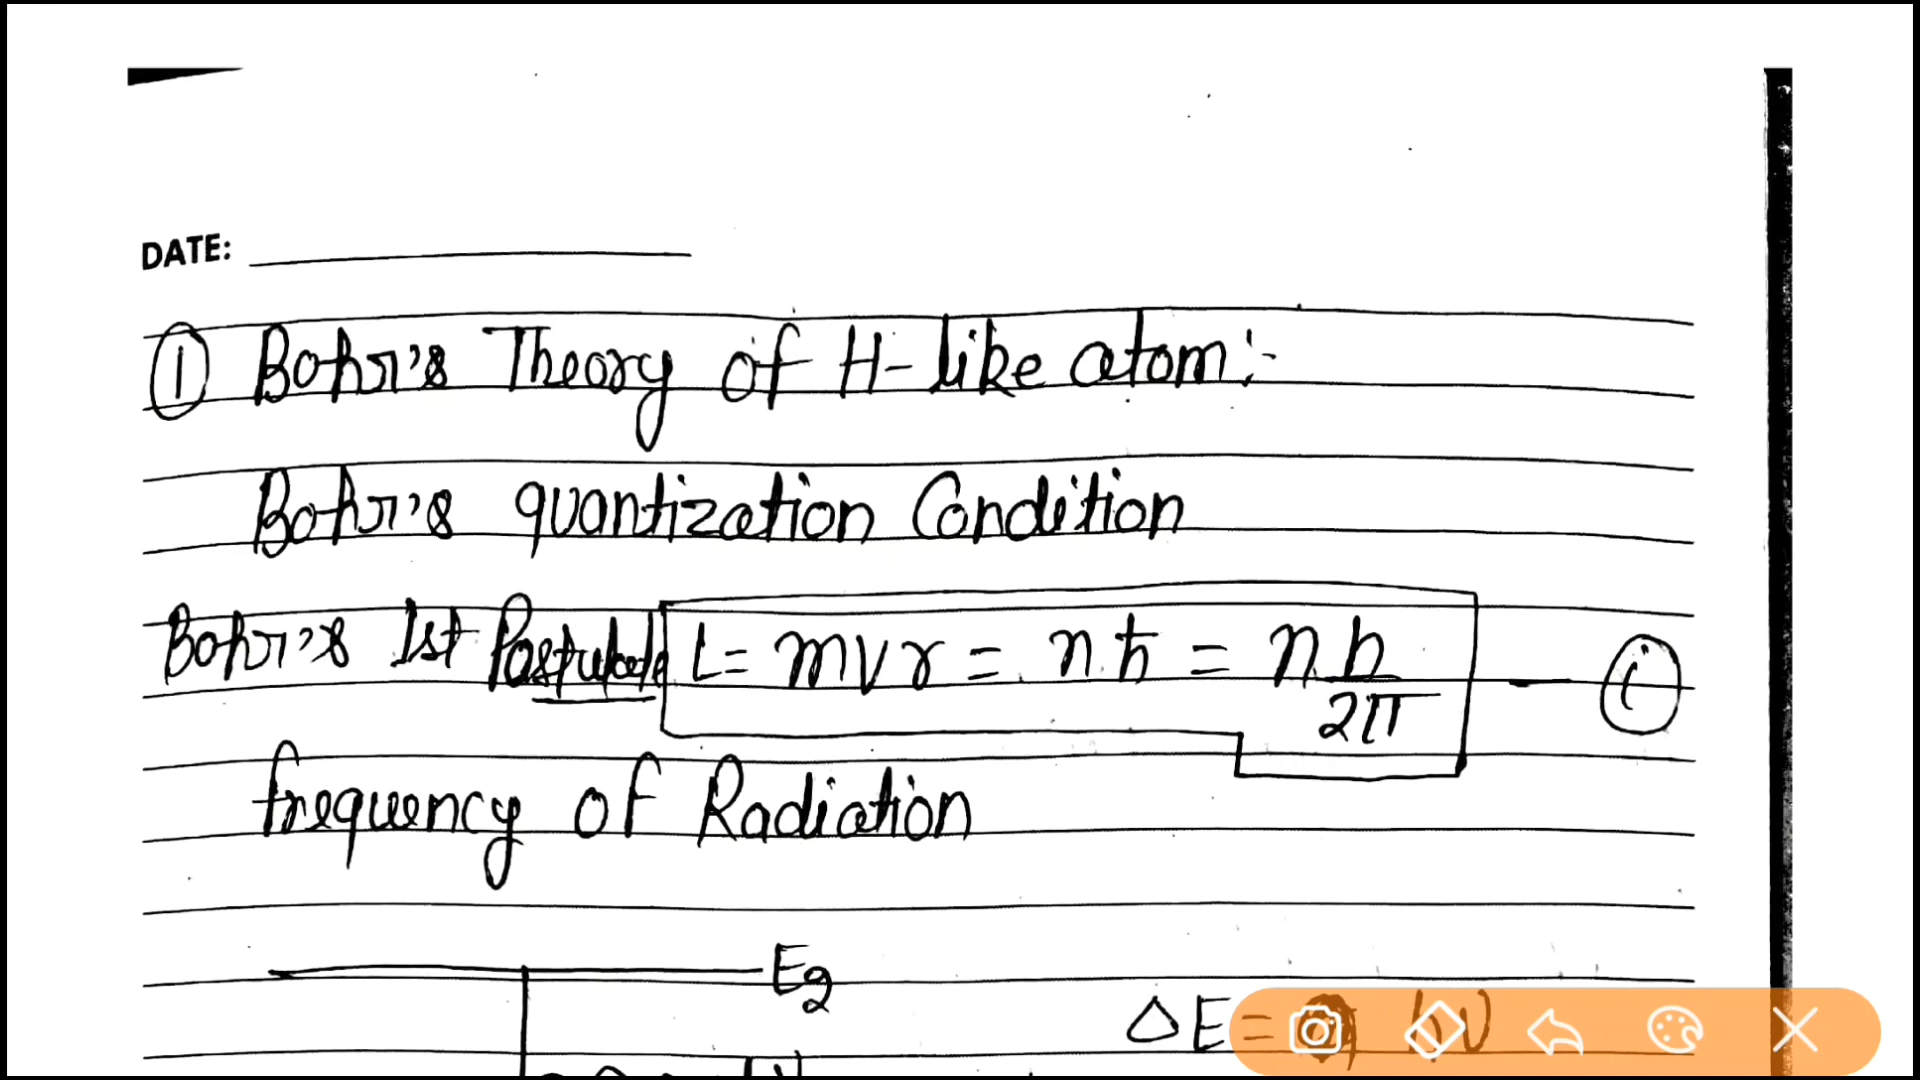 DATE:
① Bohr's Theory of H-like atom:-
Bohr's quantization Condition
Bohr's 1st Postulate L = mvr = nħ = nh/2π - (i)
frequency of Radiation
E2
ΔE = hν